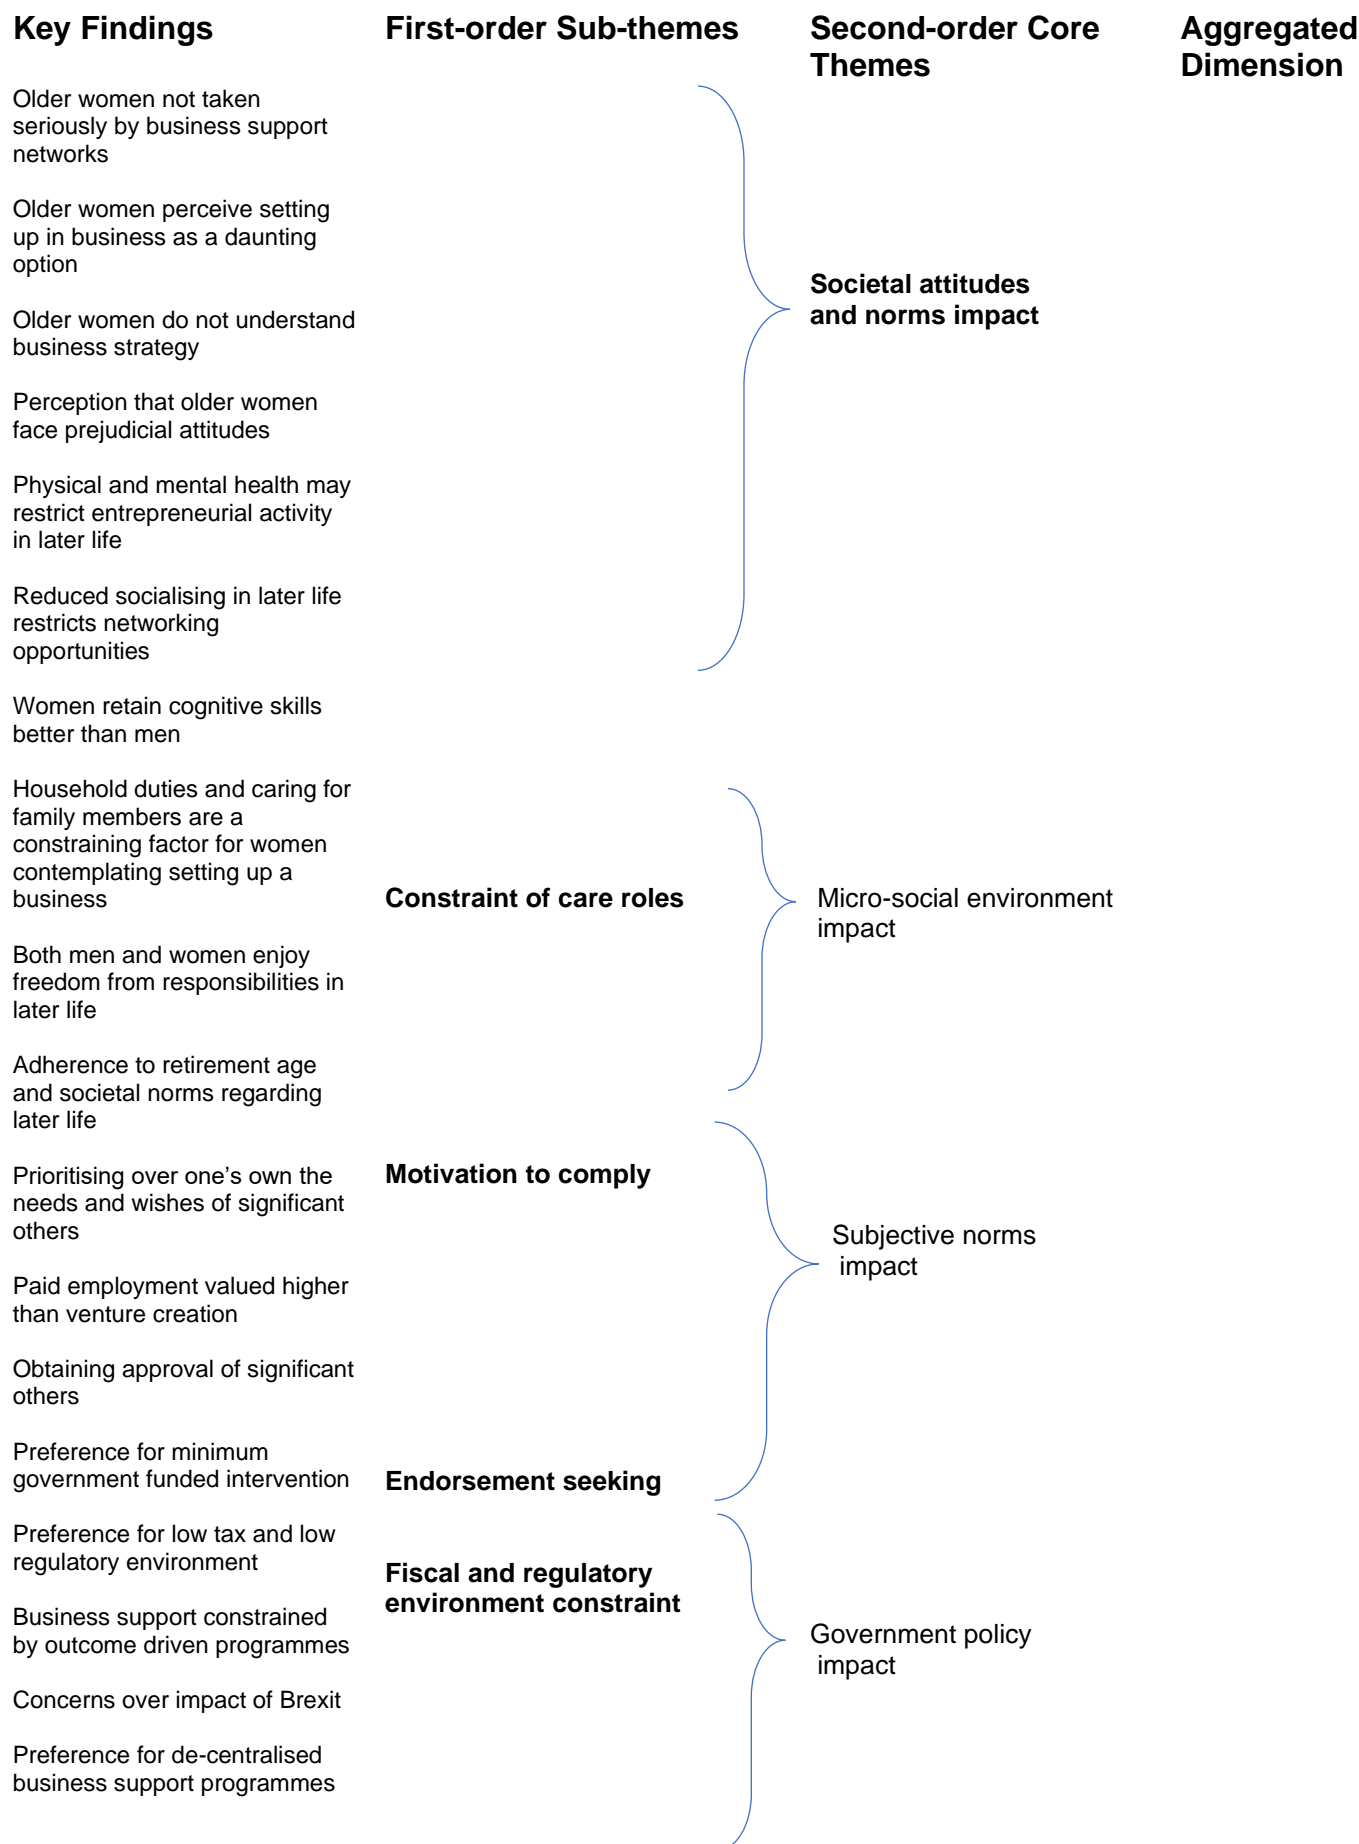 Key Findings
First-order Sub-themes
Second-order Core
Themes
Aggregated
Dimension
Older women not taken
seriously by business support
networks
Older women perceive setting
up in business as a daunting
option
Older women do not understand
business strategy
Perception that older women
face prejudicial attitudes
Physical and mental health may
restrict entrepreneurial activity
in later life
Reduced socialising in later life
restricts networking
opportunities
Women retain cognitive skills
better than men
Household duties and caring for
family members are a
constraining factor for women
contemplating setting up a
business
Both men and women enjoy
freedom from responsibilities in
later life
Adherence to retirement age
and societal norms regarding
later life
Prioritising over one’s own the
needs and wishes of significant
others
Paid employment valued higher
than venture creation
Obtaining approval of significant
others
Preference for minimum
government funded intervention
Preference for low tax and low
regulatory environment
Business support constrained
by outcome driven programmes
Concerns over impact of Brexit
Preference for de-centralised
business support programmes
Constraint of care roles
Motivation to comply
Endorsement seeking
Fiscal and regulatory
environment constraint
Societal attitudes
and norms impact
Micro-social environment
impact
Subjective norms
impact
Government policy
impact